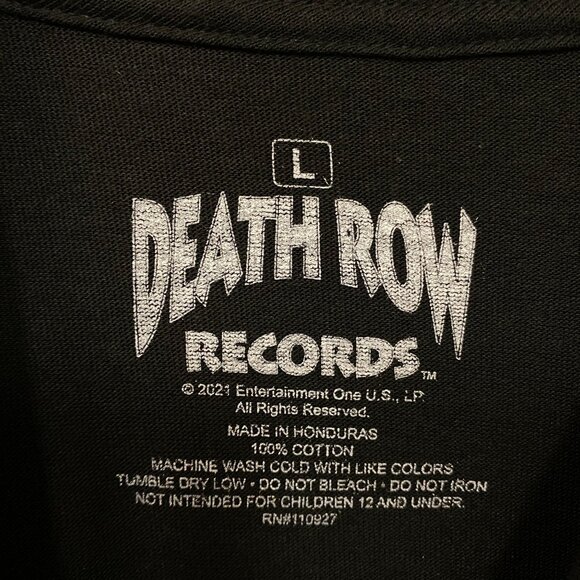 L
DEATH ROW
RECORDS™
© 2021 Entertainment One U.S., LP.
All Rights Reserved.
MADE IN HONDURAS
100% COTTON
MACHINE WASH COLD WITH LIKE COLORS
TUMBLE DRY LOW • DO NOT BLEACH • DO NOT IRON
NOT INTENDED FOR CHILDREN 12 AND UNDER.
RN#110927